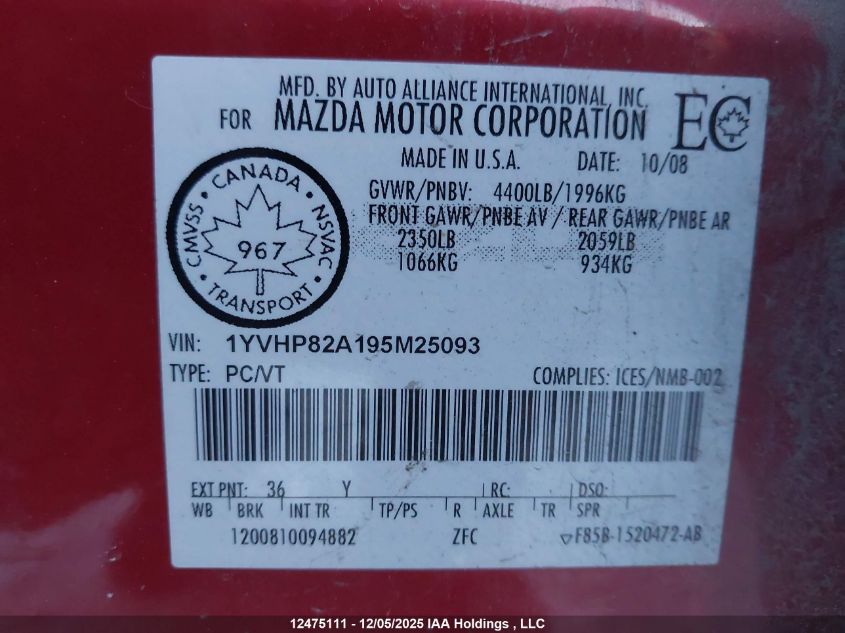 MFD. BY AUTO ALLIANCE INTERNATIONAL, INC.
FOR MAZDA MOTOR CORPORATION EC
MADE IN U.S.A. DATE: 10/08
GVWR/PNBV: 4400LB/1996KG
FRONT GAWR/PNBE AV / REAR GAWR/PNBE AR
2350LB 2059LB
1066KG 934KG
CANADA
CMVSS 967 NSVAC
TRANSPORT
VIN: 1YVHP82A195M25093
TYPE: PC/VT COMPLIES: ICES/NMB-002
EXT PNT: 36 Y RC: DSO:
WB BRK INT TR TP/PS R AXLE TR SPR
1200810094882 ZFC F85B-1520472-AB
12475111 - 12/05/2025 IAA Holdings , LLC